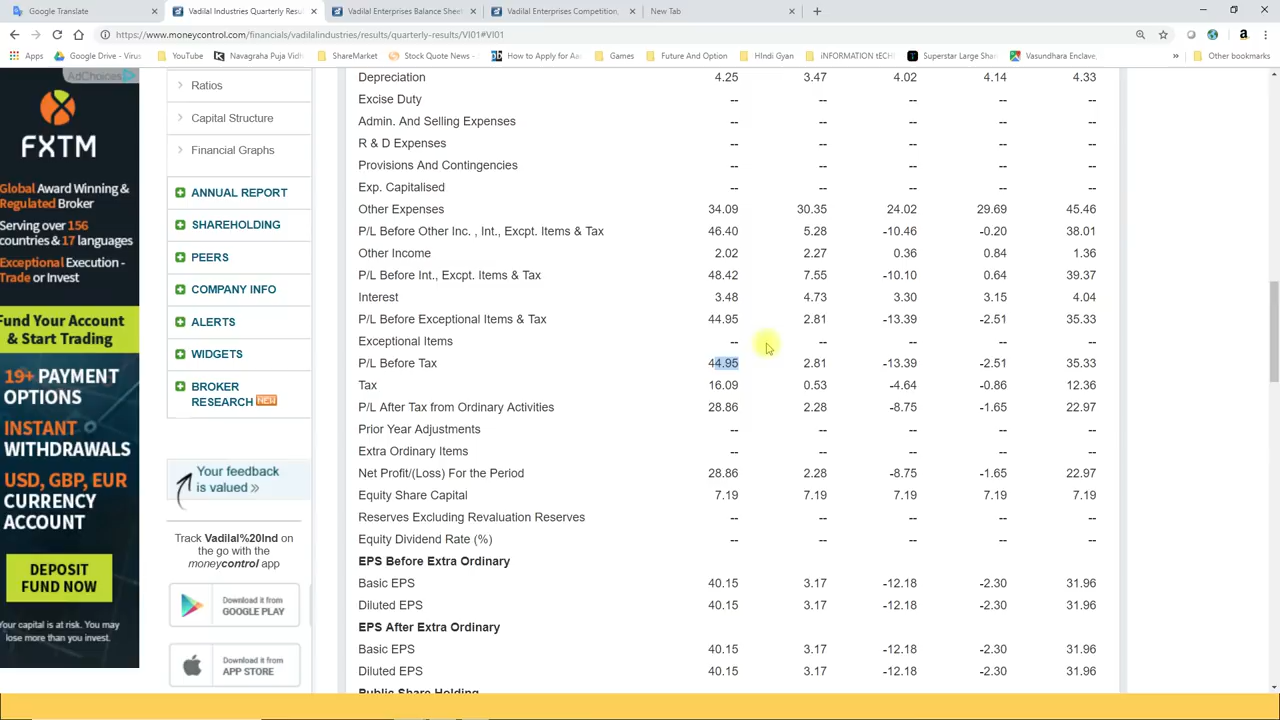 Google Translate
Vadilal Industries Quarterly Resu
Vadilal Enterprises Balance Sheet
Vadilal Enterprises Competition,
New Tab
https://www.moneycontrol.com/financials/vadilalindustries/results/quarterly-results/VI01#VI01
Apps
Google Drive - Virus
YouTube
Navagraha Puja Vidh
ShareMarket
Stock Quote News -
How to Apply for Aa
Games
Future And Option
HIndi Gyan
iNFORMATION tECH
Superstar Large Shar
Vasundhara Enclave,
»
Other bookmarks
AdChoices
FXTM
Global Award Winning &
Regulated Broker
Serving over 156
countries & 17 languages
Exceptional Execution -
Trade or Invest
Fund Your Account
& Start Trading
19+ PAYMENT
OPTIONS
INSTANT
WITHDRAWALS
USD, GBP, EUR
CURRENCY
ACCOUNT
DEPOSIT
FUND NOW
Your capital is at risk. You may
lose more than you invest.
Ratios
Capital Structure
Financial Graphs
ANNUAL REPORT
SHAREHOLDING
PEERS
COMPANY INFO
ALERTS
WIDGETS
BROKER
RESEARCH NEW
Your feedback
is valued »
Track Vadilal%20Ind on
the go with the
moneycontrol app
Download it from
GOOGLE PLAY
Download it from
APP STORE
Depreciation 4.25 3.47 4.02 4.14 4.33
Excise Duty -- -- -- -- --
Admin. And Selling Expenses -- -- -- -- --
R & D Expenses -- -- -- -- --
Provisions And Contingencies -- -- -- -- --
Exp. Capitalised -- -- -- -- --
Other Expenses 34.09 30.35 24.02 29.69 45.46
P/L Before Other Inc. , Int., Excpt. Items & Tax 46.40 5.28 -10.46 -0.20 38.01
Other Income 2.02 2.27 0.36 0.84 1.36
P/L Before Int., Excpt. Items & Tax 48.42 7.55 -10.10 0.64 39.37
Interest 3.48 4.73 3.30 3.15 4.04
P/L Before Exceptional Items & Tax 44.95 2.81 -13.39 -2.51 35.33
Exceptional Items -- -- -- -- --
P/L Before Tax 44.95 2.81 -13.39 -2.51 35.33
Tax 16.09 0.53 -4.64 -0.86 12.36
P/L After Tax from Ordinary Activities 28.86 2.28 -8.75 -1.65 22.97
Prior Year Adjustments -- -- -- -- --
Extra Ordinary Items -- -- -- -- --
Net Profit/(Loss) For the Period 28.86 2.28 -8.75 -1.65 22.97
Equity Share Capital 7.19 7.19 7.19 7.19 7.19
Reserves Excluding Revaluation Reserves -- -- -- -- --
Equity Dividend Rate (%) -- -- -- -- --
EPS Before Extra Ordinary
Basic EPS 40.15 3.17 -12.18 -2.30 31.96
Diluted EPS 40.15 3.17 -12.18 -2.30 31.96
EPS After Extra Ordinary
Basic EPS 40.15 3.17 -12.18 -2.30 31.96
Diluted EPS 40.15 3.17 -12.18 -2.30 31.96
Public Share Holding